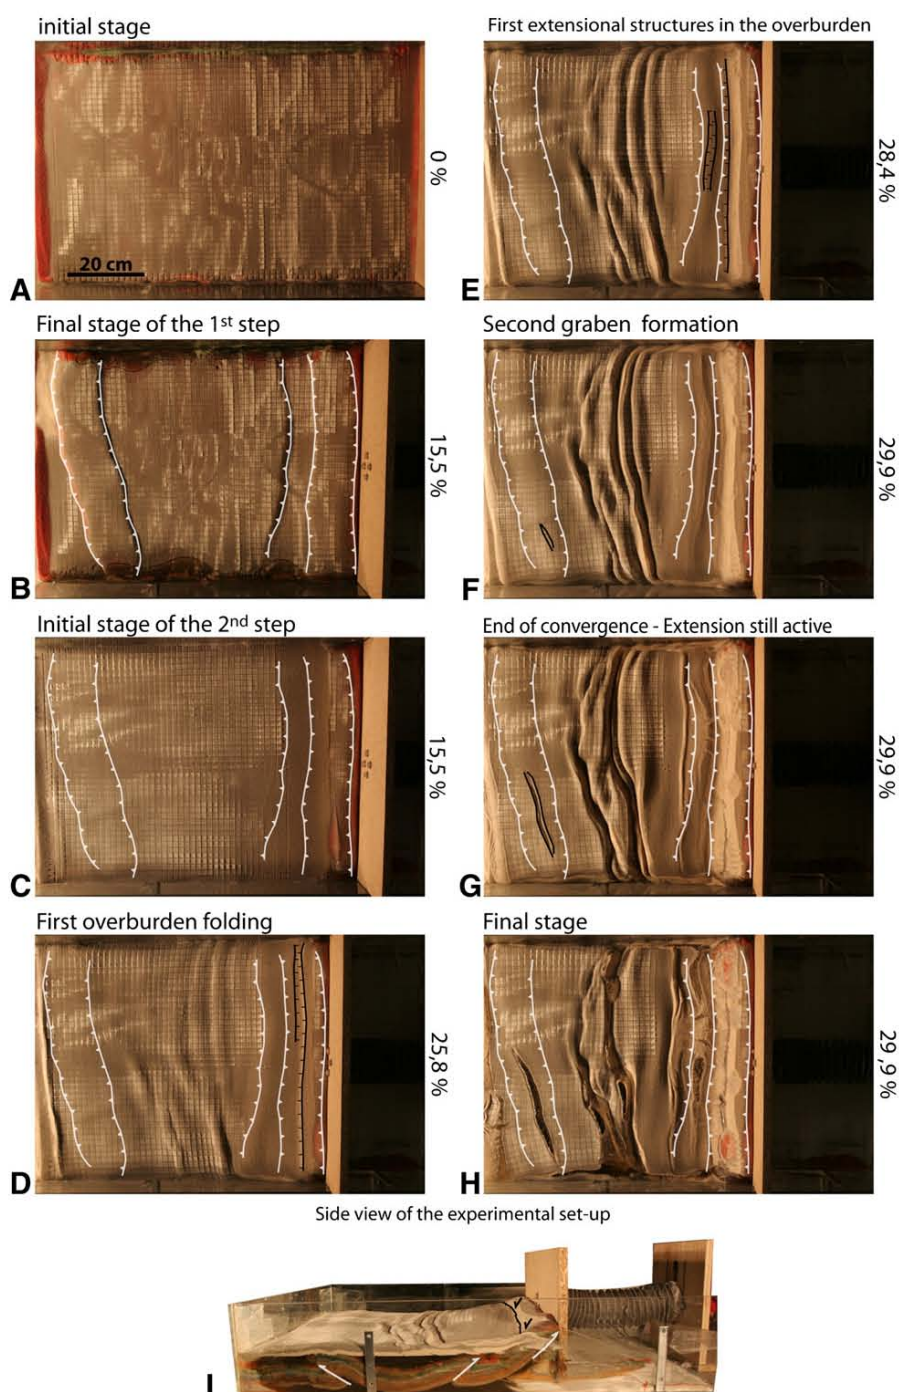 initial stage
0 %
20 cm
A
Final stage of the 1st step
15,5 %
B
Initial stage of the 2nd step
15,5 %
C
First overburden folding
25,8 %
D
First extensional structures in the overburden
28,4 %
E
Second graben formation
29,9 %
F
End of convergence - Extension still active
29,9 %
G
Final stage
29,9 %
H
Side view of the experimental set-up
I